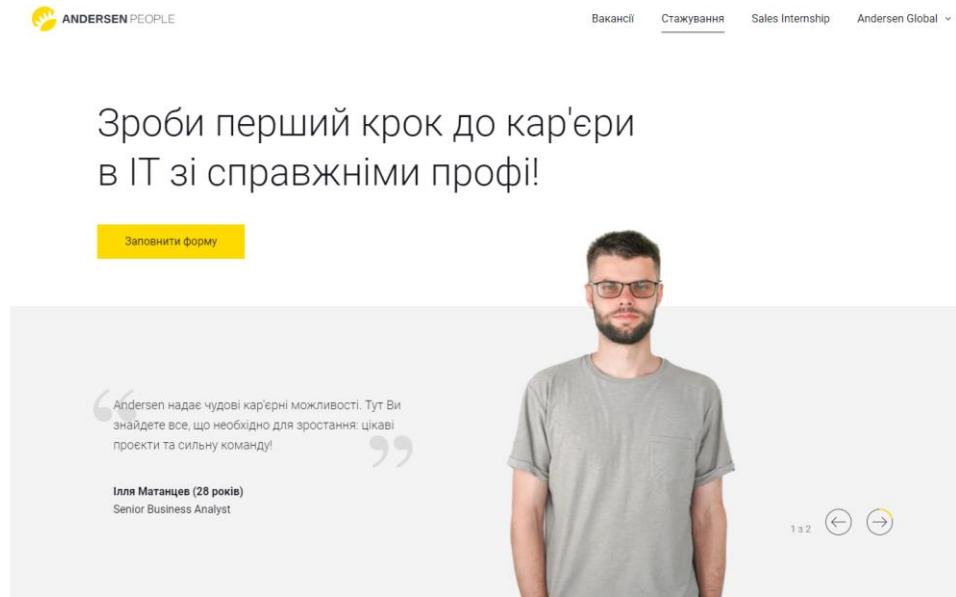 ANDERSEN PEOPLE
Вакансії Стажування Sales Internship Andersen Global
Зроби перший крок до кар'єри
в ІТ зі справжніми профі!
Заповнити форму
“
Andersen надає чудові кар'єрні можливості. Тут Ви
знайдете все, що необхідно для зростання: цікаві
проєкти та сильну команду!
”
Ілля Матанцев (28 років)
Senior Business Analyst
1 з 2